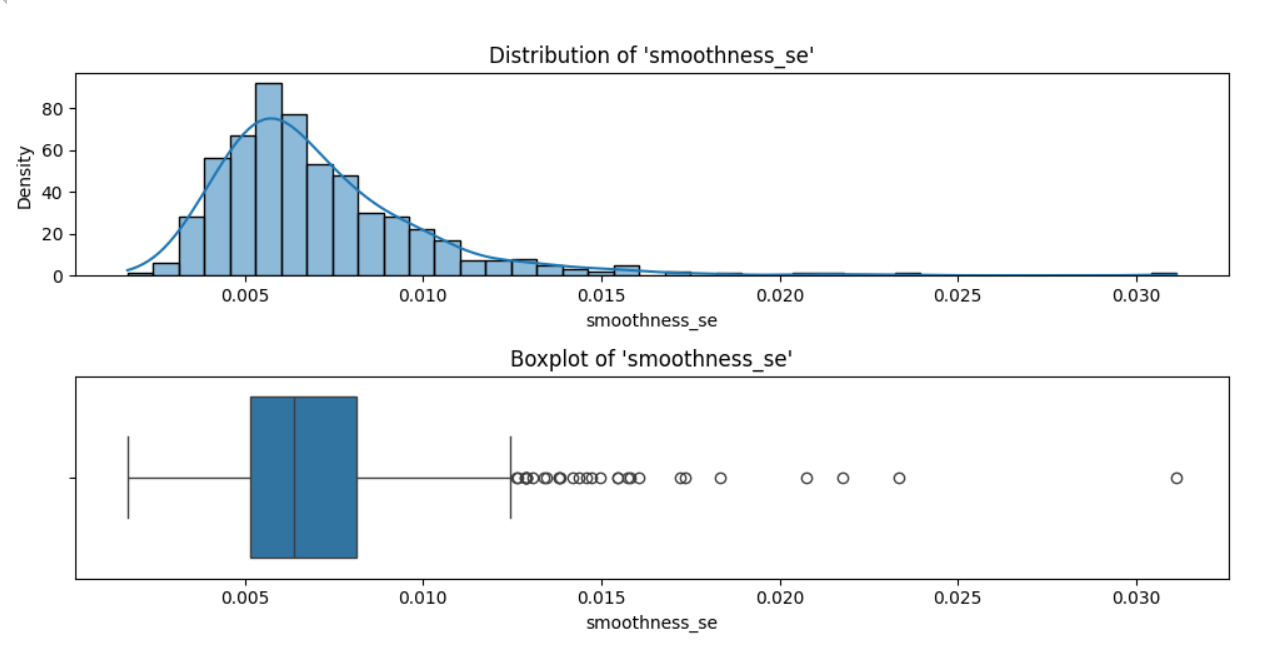 Distribution of 'smoothness_se'
80
60
40
20
0
Density
0.005 0.010 0.015 0.020 0.025 0.030
smoothness_se
Boxplot of 'smoothness_se'
0.005 0.010 0.015 0.020 0.025 0.030
smoothness_se